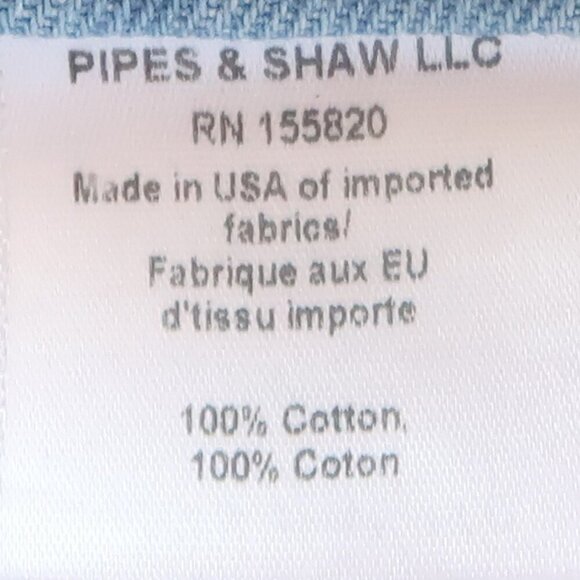 PIPES & SHAW LLC
RN 155820
Made in USA of imported
fabrics/
Fabrique aux EU
d'tissu importe
100% Cotton.
100% Coton